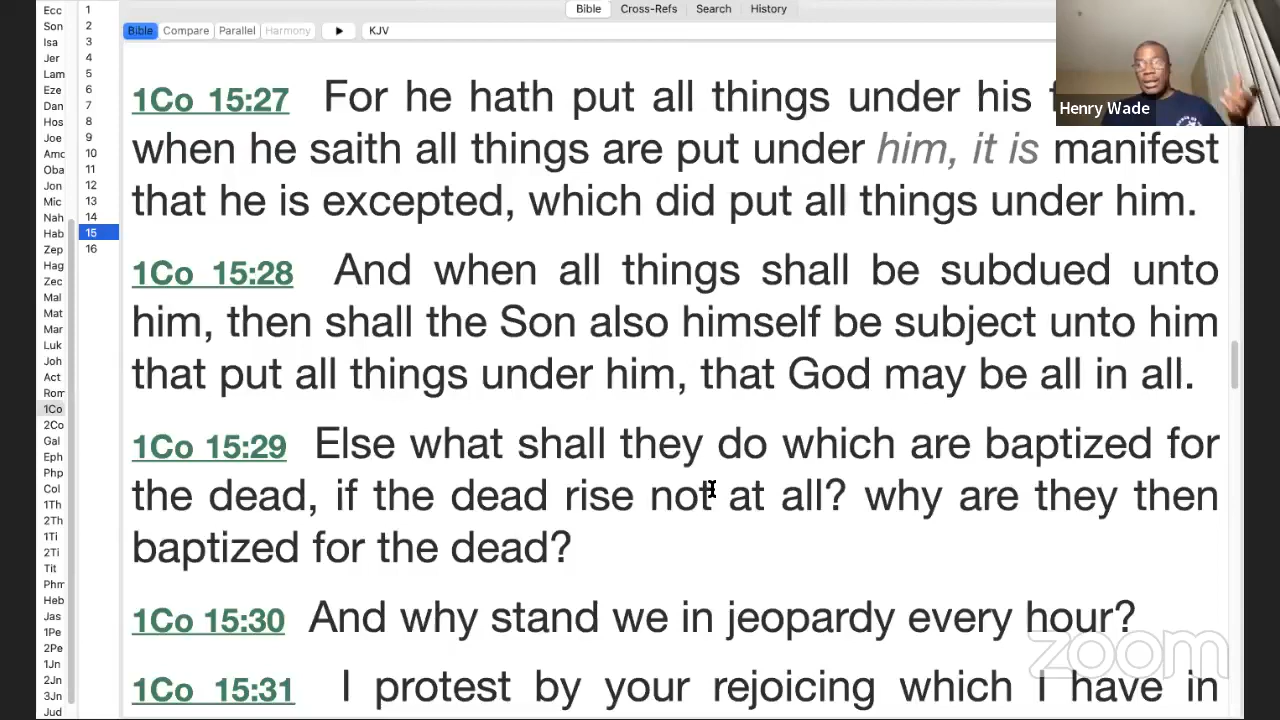 Bible Cross-Refs Search History
Bible Compare Parallel Harmony KJV
Ecc
Son
Isa
Jer
Lam
Eze
Dan
Hos
Joe
Amo
Oba
Jon
Mic
Nah
Hab
Zep
Hag
Zec
Mal
Mat
Mar
Luk
Joh
Act
Rom
1Co
2Co
Gal
Eph
Php
Col
1Th
2Th
1Ti
2Ti
Tit
Phm
Heb
Jas
1Pe
2Pe
1Jn
2Jn
3Jn
Jud
1
2
3
4
5
6
7
8
9
10
11
12
13
14
15
16
1Co 15:27 For he hath put all things under his
when he saith all things are put under him, it is manifest
that he is excepted, which did put all things under him.
1Co 15:28 And when all things shall be subdued unto
him, then shall the Son also himself be subject unto him
that put all things under him, that God may be all in all.
1Co 15:29 Else what shall they do which are baptized for
the dead, if the dead rise not at all? why are they then
baptized for the dead?
1Co 15:30 And why stand we in jeopardy every hour?
1Co 15:31 I protest by your rejoicing which I have in
Henry Wade
zoom